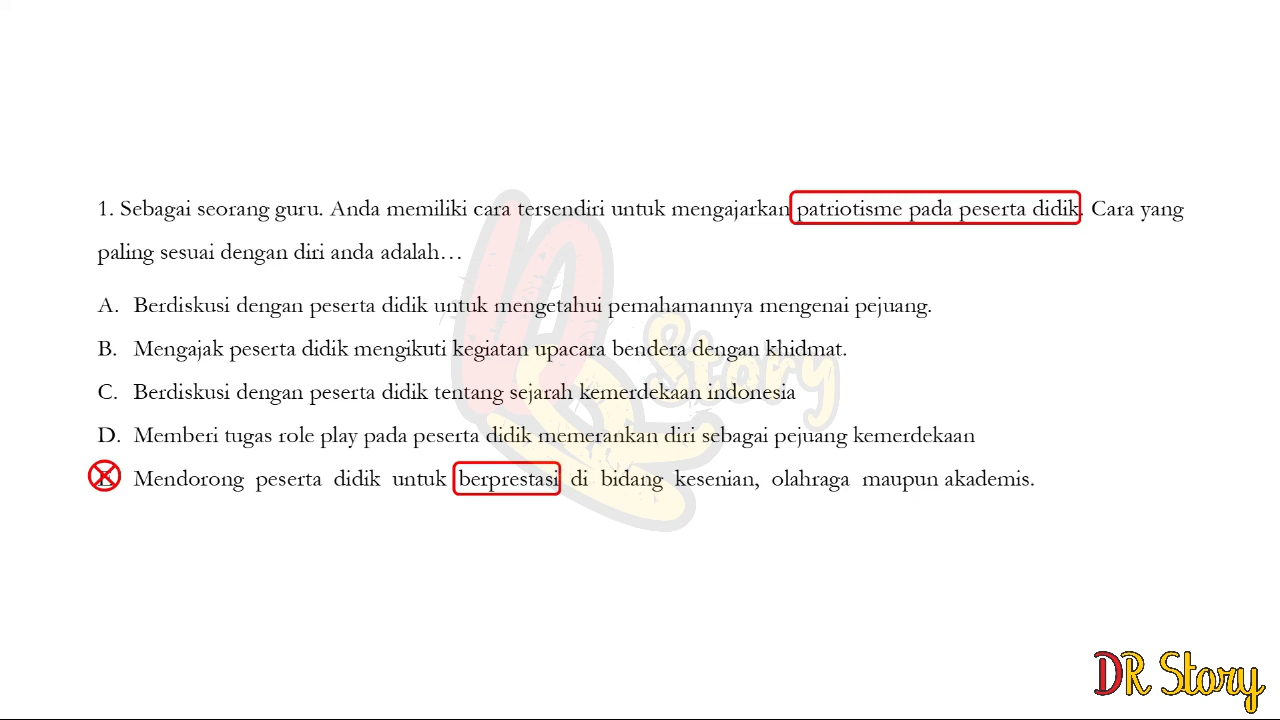 1. Sebagai seorang guru. Anda memiliki cara tersendiri untuk mengajarkan patriotisme pada peserta didik. Cara yang
paling sesuai dengan diri anda adalah…
A. Berdiskusi dengan peserta didik untuk mengetahui pemahamannya mengenai pejuang.
B. Mengajak peserta didik mengikuti kegiatan upacara bendera dengan khidmat.
C. Berdiskusi dengan peserta didik tentang sejarah kemerdekaan indonesia
D. Memberi tugas role play pada peserta didik memerankan diri sebagai pejuang kemerdekaan
E. Mendorong peserta didik untuk berprestasi di bidang kesenian, olahraga maupun akademis.
Story
DR Story